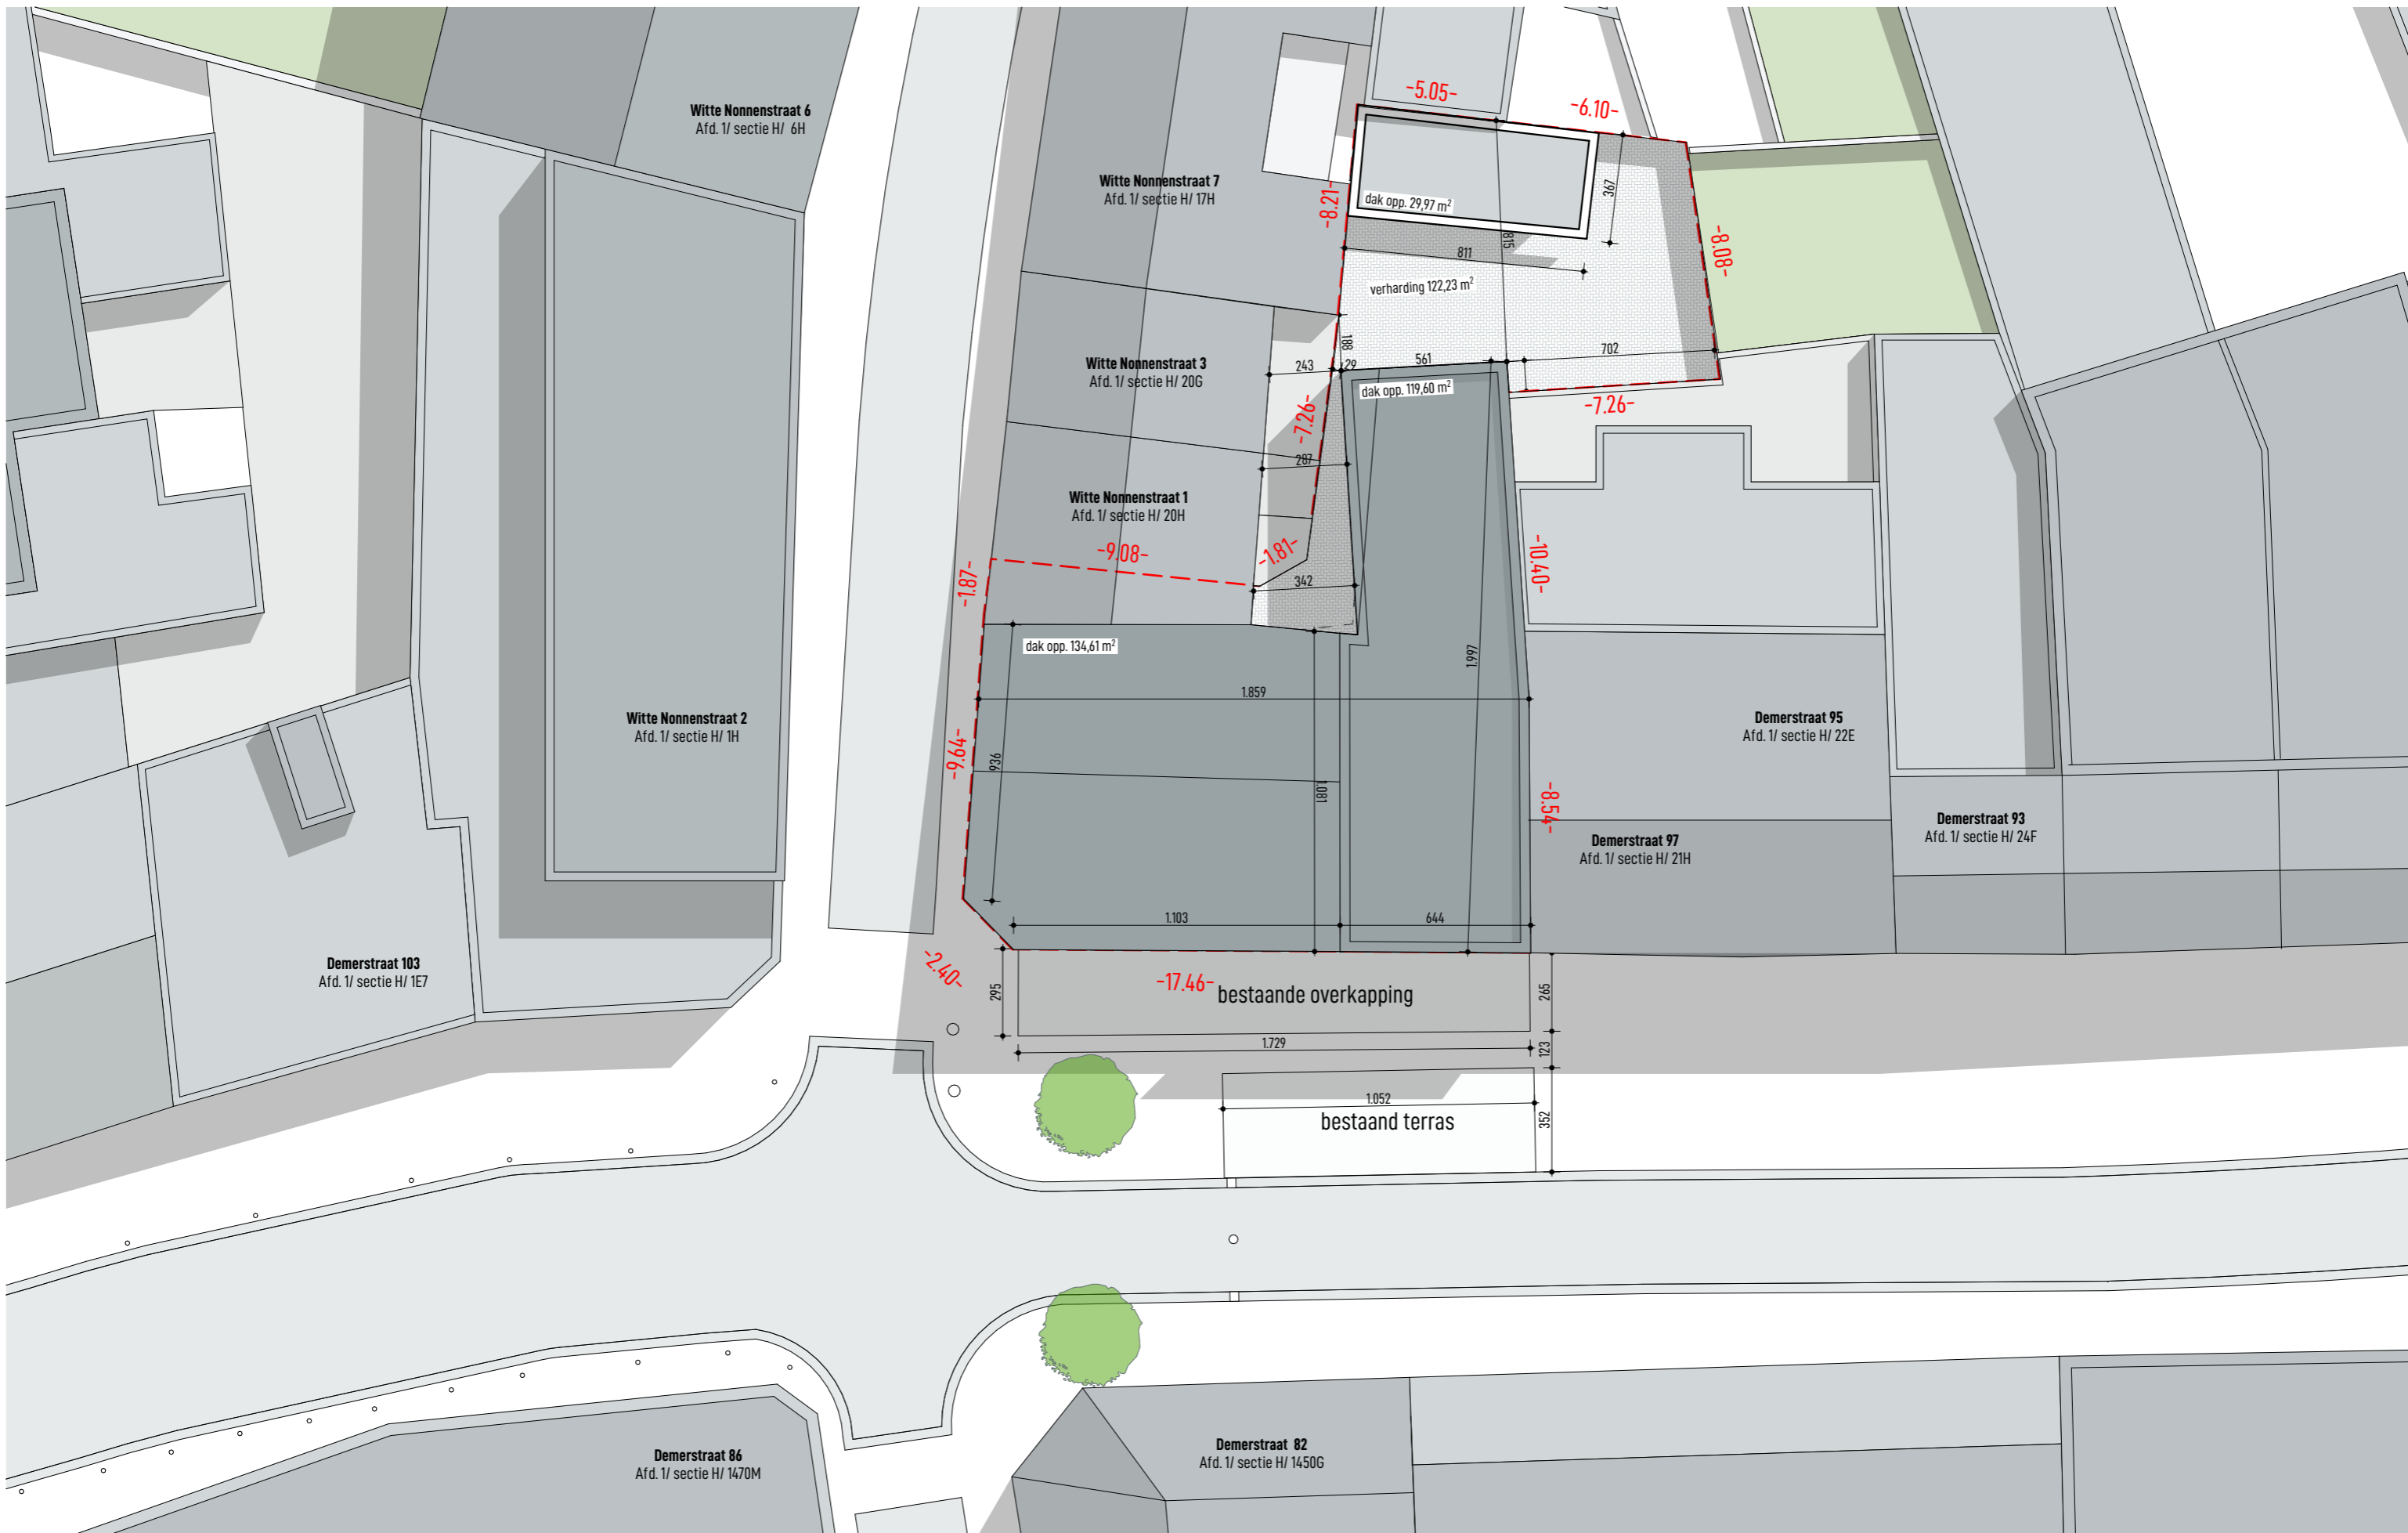 Witte Nonnenstraat 6
Afd. 1/ sectie H/ 6H
-5.05-
-6.10-
Witte Nonnenstraat 7
Afd. 1/ sectie H/ 17H
-8.21-
dak opp. 29,97 m²
367
815
811
-8.08-
verharding 122,23 m²
188
Witte Nonnenstraat 3
Afd. 1/ sectie H/ 20G
243
29
561
702
dak opp. 119,60 m²
-7.26-
-7.26-
287
Witte Nonnenstraat 1
Afd. 1/ sectie H/ 20H
-9.08-
-1.81-
-10.40-
-1.87-
342
dak opp. 134,61 m²
1.997
1.859
Witte Nonnenstraat 2
Afd. 1/ sectie H/ 1H
Demerstraat 95
Afd. 1/ sectie H/ 22E
-9.64-
936
1.081
-8.54-
Demerstraat 97
Afd. 1/ sectie H/ 21H
Demerstraat 93
Afd. 1/ sectie H/ 24F
1.103
644
Demerstraat 103
Afd. 1/ sectie H/ 1E7
-2.40-
295
-17.46-
bestaande overkapping
265
1.729
123
1.052
bestaand terras
352
Demerstraat 86
Afd. 1/ sectie H/ 1470M
Demerstraat 82
Afd. 1/ sectie H/ 1450G